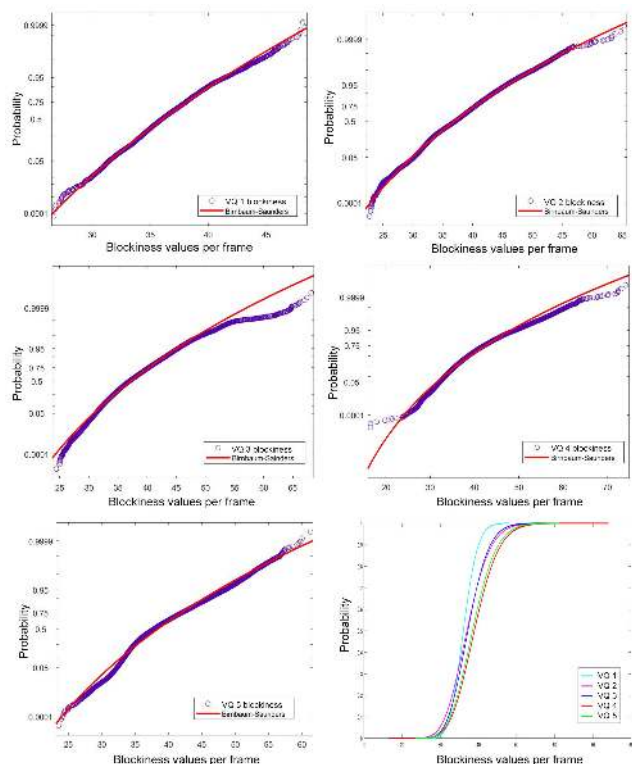 0.9999
0.95
0.75
0.5
0.05
0.0001
Probability
VQ 1 blockiness
Birnbaum-Saunders
30 35 40 45
Blockiness values per frame
0.9999
0.95
0.75
0.5
0.05
0.0001
Probability
VQ 2 blockiness
Birnbaum-Saunders
25 30 35 40 45 50 55 60 65
Blockiness values per frame
0.9999
0.95
0.75
0.5
0.05
0.0001
Probability
VQ 3 blockiness
Birnbaum-Saunders
25 30 35 40 45 50 55 60 65
Blockiness values per frame
0.9999
0.95
0.75
0.5
0.05
0.0001
Probability
VQ 4 blockiness
Birnbaum-Saunders
20 30 40 50 60 70
Blockiness values per frame
0.9999
0.95
0.75
0.5
0.05
0.0001
Probability
VQ 5 blockiness
Birnbaum-Saunders
25 30 35 40 45 50 55 60
Blockiness values per frame
Probability
VQ 1
VQ 2
VQ 3
VQ 4
VQ 5
Blockiness values per frame